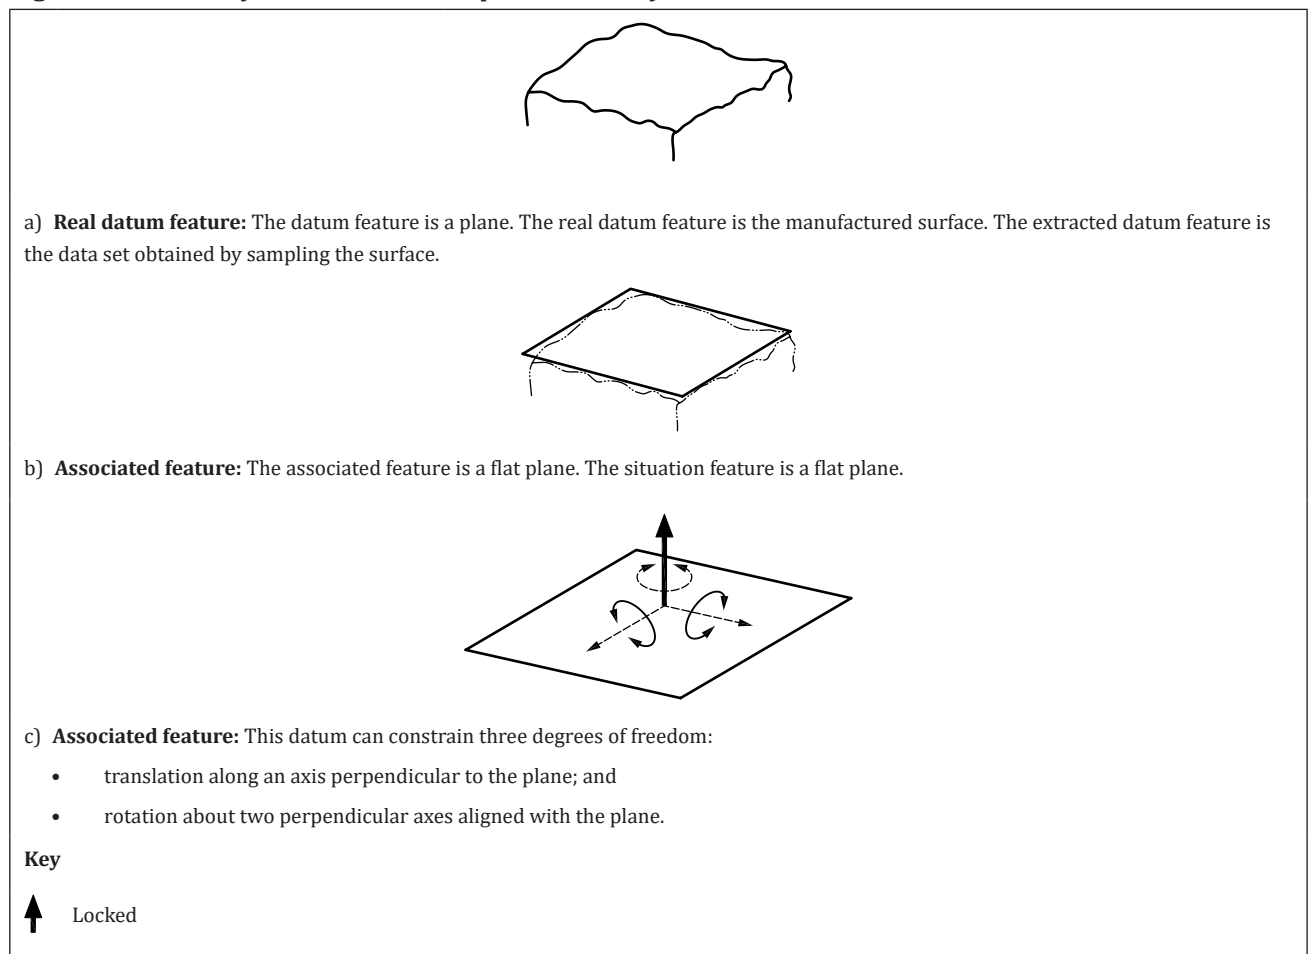 a) Real datum feature: The datum feature is a plane. The real datum feature is the manufactured surface. The extracted datum feature is
the data set obtained by sampling the surface.
b) Associated feature: The associated feature is a flat plane. The situation feature is a flat plane.
c) Associated feature: This datum can constrain three degrees of freedom:
• translation along an axis perpendicular to the plane; and
• rotation about two perpendicular axes aligned with the plane.
Key
Locked